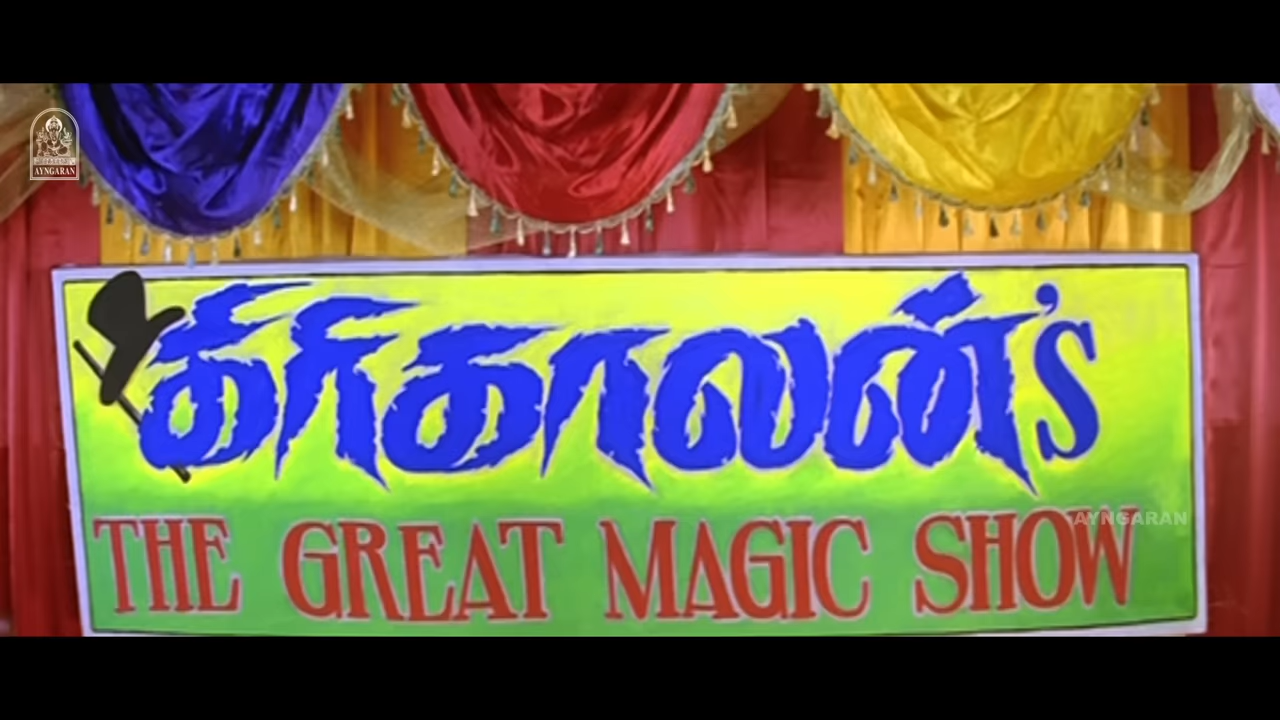 AYNGARAN
கரிகாலன்'s
AYNGARAN
THE GREAT MAGIC SHOW